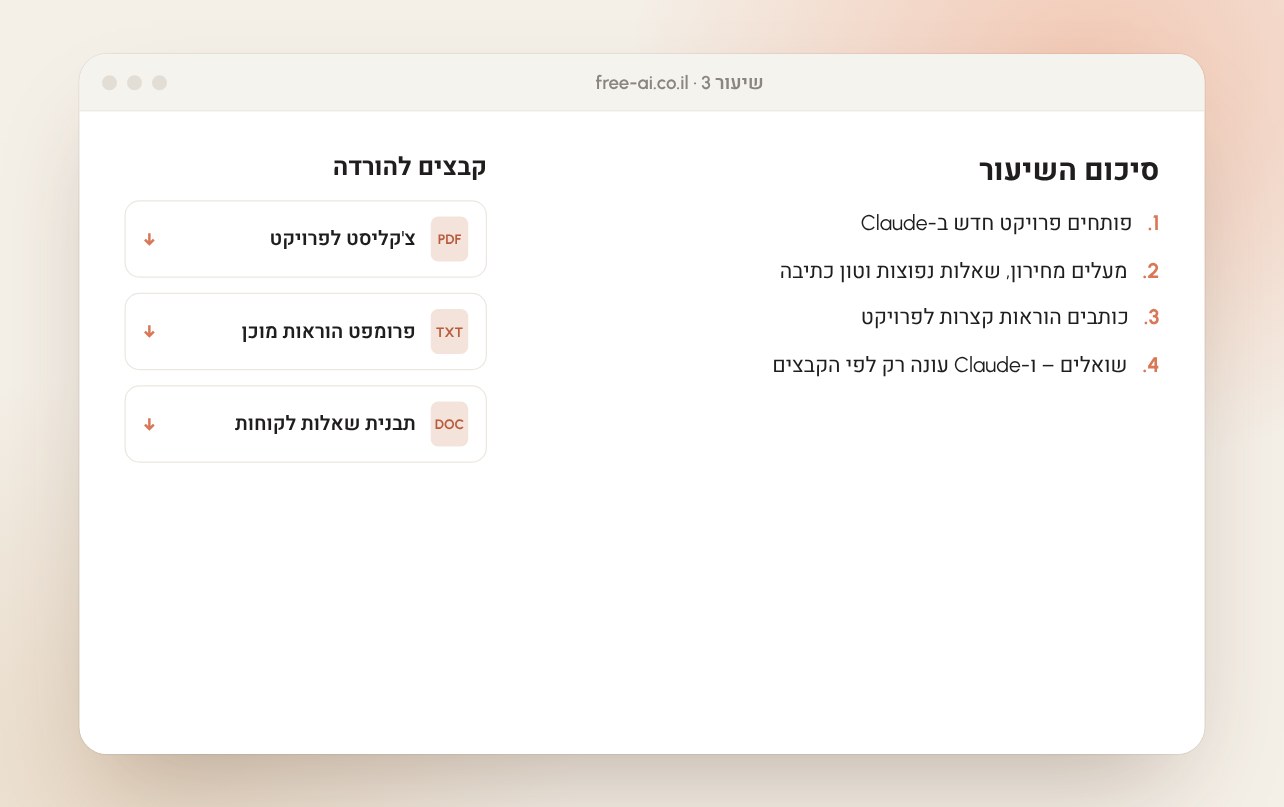 שיעור 3 · free-ai.co.il
סיכום השיעור
1. פותחים פרויקט חדש ב-Claude
2. מעלים מחירון, שאלות נפוצות וטון כתיבה
3. כותבים הוראות קצרות לפרויקט
4. שואלים – ו-Claude עונה רק לפי הקבצים
קבצים להורדה
PDF צ'קליסט לפרויקט ↓
TXT פרומפט הוראות מוכן ↓
DOC תבנית שאלות לקוחות ↓